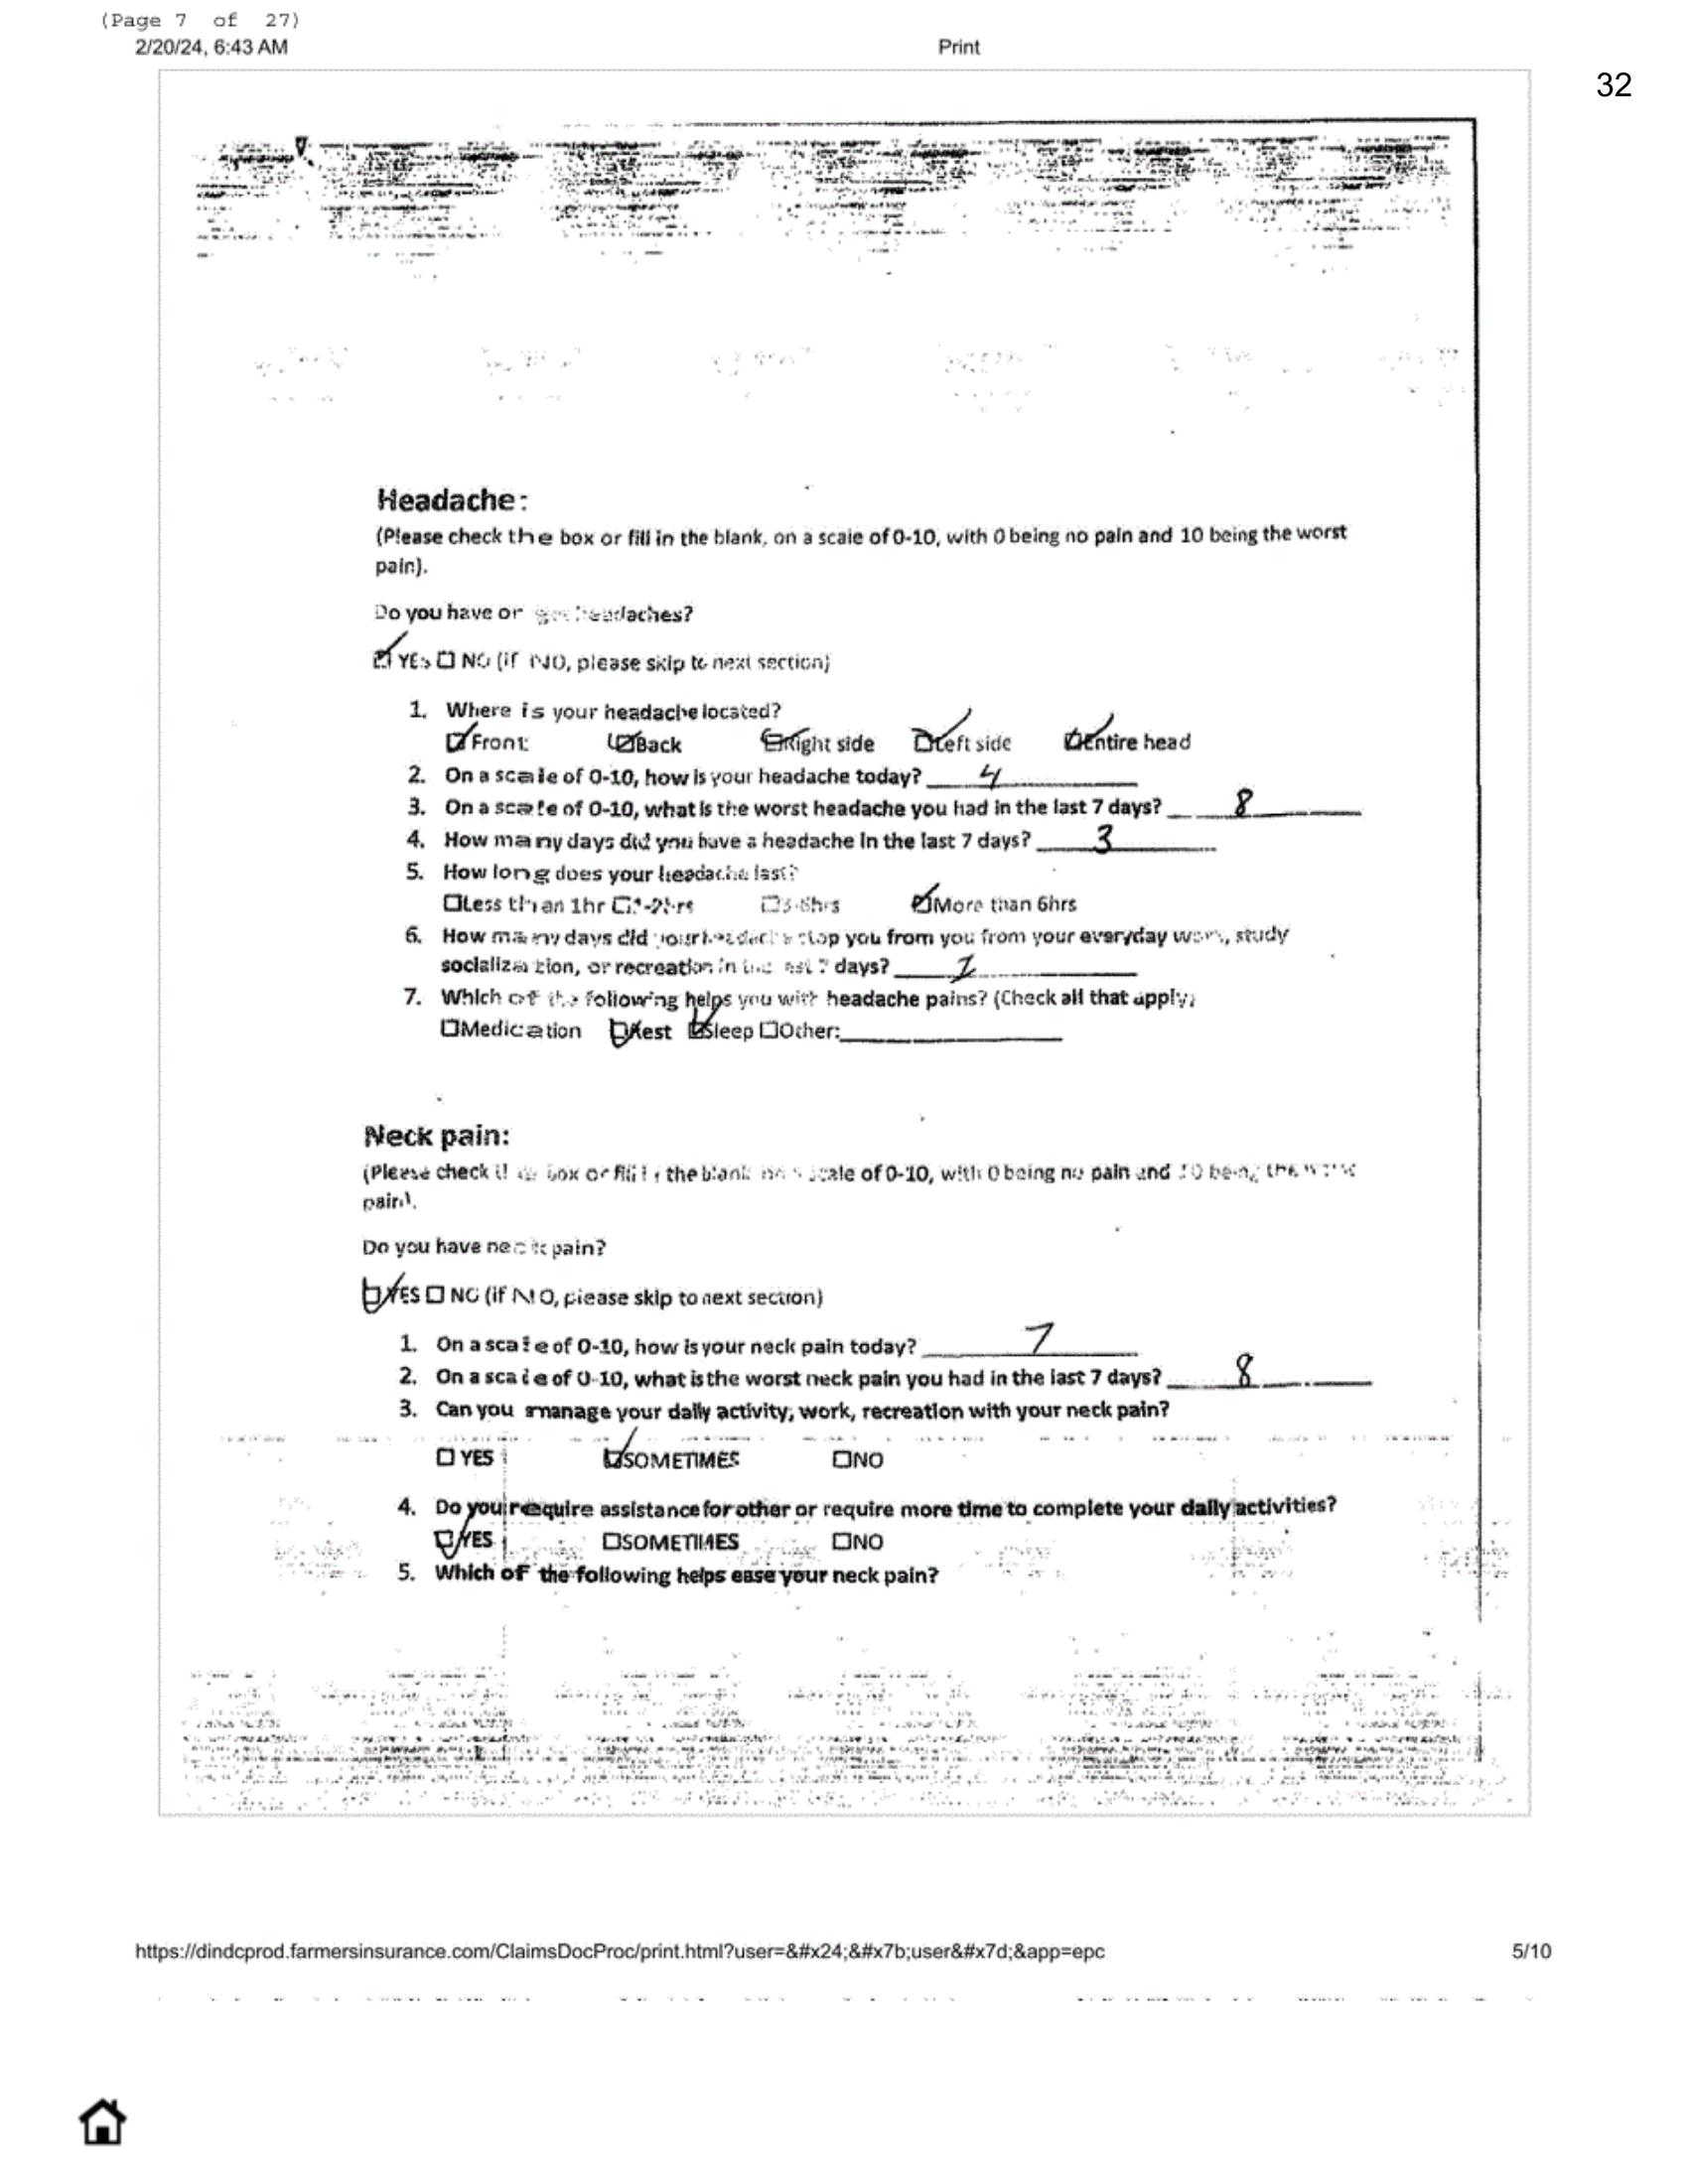 (Page 7 of 27)
2/20/24, 6:43 AM Print
32
Headache:
(Please check the box or fill in the blank, on a scale of 0-10, with 0 being no pain and 10 being the worst
pain).
Do you have or headaches?
☑ YES ☐ NO (if NO, please skip to next section)
1. Where is your headache located?
☑Front ☑Back ☑Right side ☑Left side ☑Entire head
2. On a scale of 0-10, how is your headache today? 4
3. On a scale of 0-10, what is the worst headache you had in the last 7 days? 8
4. How many days did you have a headache in the last 7 days? 3
5. How long does your headache last?
☐Less than 1hr ☐1-2hrs ☐3-6hrs ☑More than 6hrs
6. How many days did your headache stop you from you from your everyday work, study
socialization, or recreation in the last 7 days?
7. Which of the following helps you with headache pains? (Check all that apply)
☐Medication ☑Rest ☑Sleep ☐Other:
Neck pain:
(Please check the box or fill in the blank on a scale of 0-10, with 0 being no pain and 10 being the worst
pain).
Do you have neck pain?
☑YES ☐ NO (if NO, please skip to next section)
1. On a scale of 0-10, how is your neck pain today? 7
2. On a scale of 0-10, what is the worst neck pain you had in the last 7 days? 8
3. Can you manage your daily activity, work, recreation with your neck pain?
☐ YES ☑SOMETIMES ☐NO
4. Do you require assistance for other or require more time to complete your daily activities?
☑YES ☐SOMETIMES ☐NO
5. Which of the following helps ease your neck pain?
https://dindcprod.farmersinsurance.com/ClaimsDocProc/print.html?user=&#x24;&#x7b;user&#x7d;&app=epc 5/10